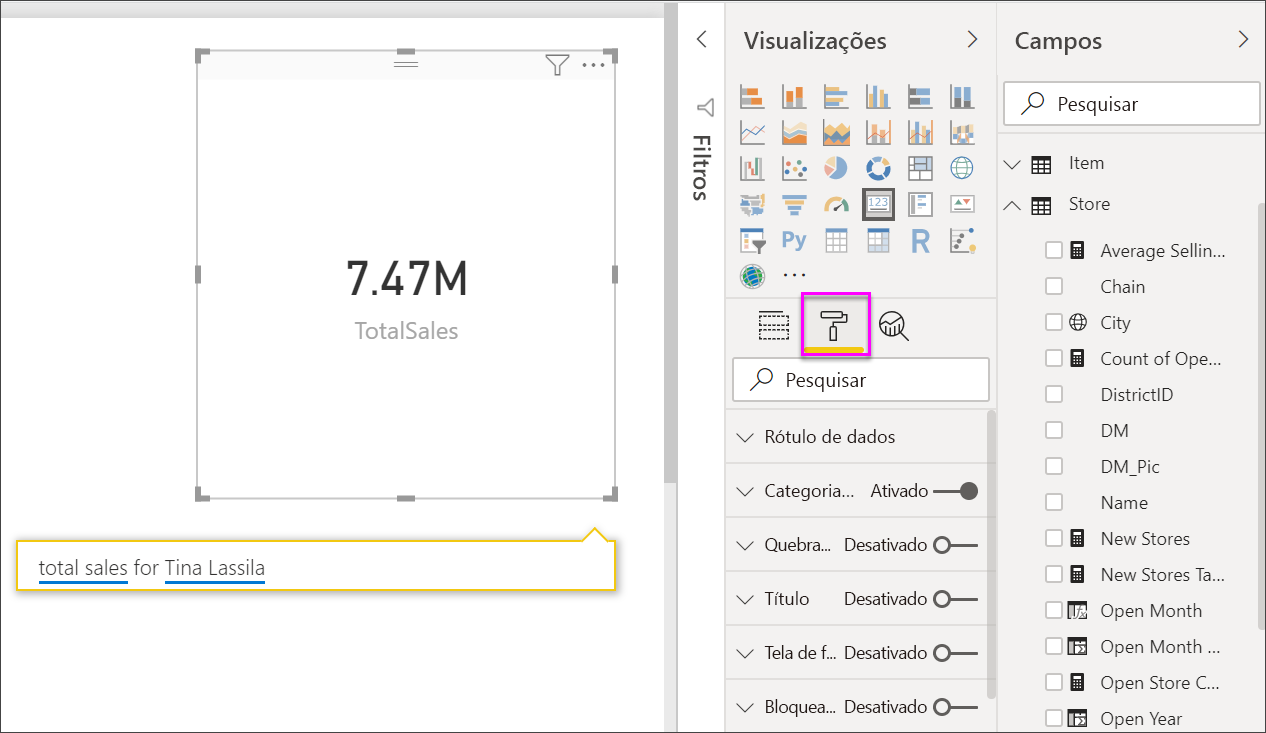 7.47M
TotalSales
total sales for Tina Lassila
Filtros
Visualizações
123
Py
R
Pesquisar
Rótulo de dados
Categoria... Ativado
Quebra... Desativado
Título Desativado
Tela de f... Desativado
Bloquea... Desativado
Campos
Pesquisar
Item
Store
Average Sellin...
Chain
City
Count of Ope...
DistrictID
DM
DM_Pic
Name
New Stores
New Stores Ta...
Open Month
Open Month ...
Open Store C...
Open Year